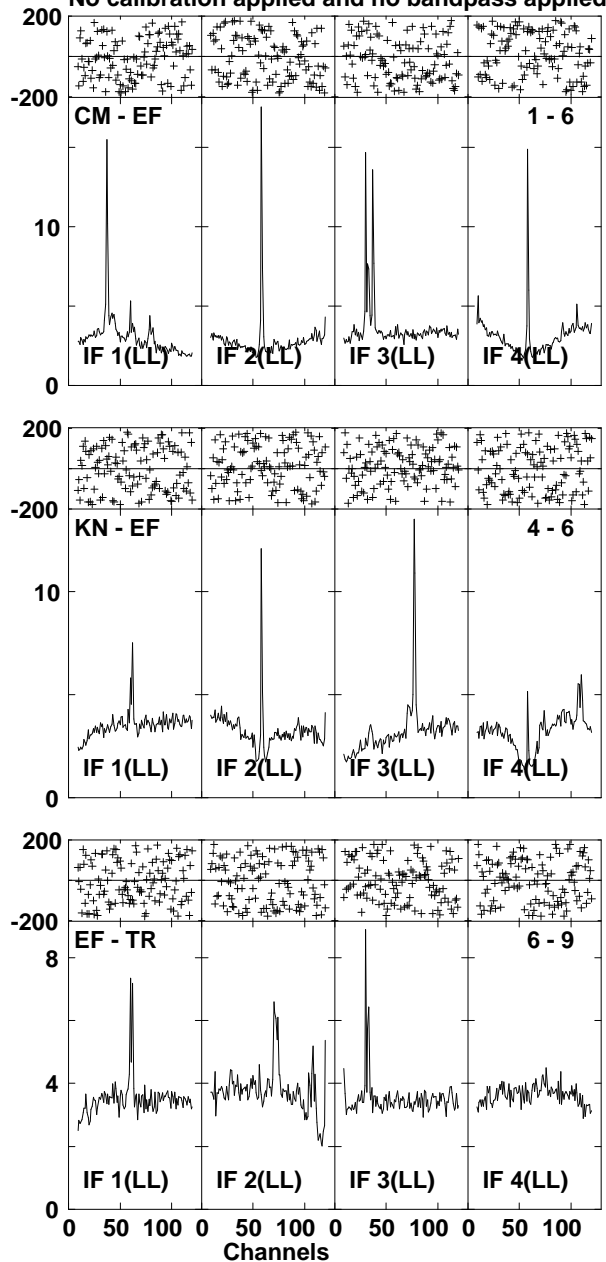 No calibration applied and no bandpass applied
200
-200
CM - EF 1 - 6
10
0
IF 1(LL) IF 2(LL) IF 3(LL) IF 4(LL)
200
-200
KN - EF 4 - 6
10
0
IF 1(LL) IF 2(LL) IF 3(LL) IF 4(LL)
200
-200
EF - TR 6 - 9
8
4
0
IF 1(LL) IF 2(LL) IF 3(LL) IF 4(LL)
0 50 100 0 50 100 0 50 100 0 50 100
Channels